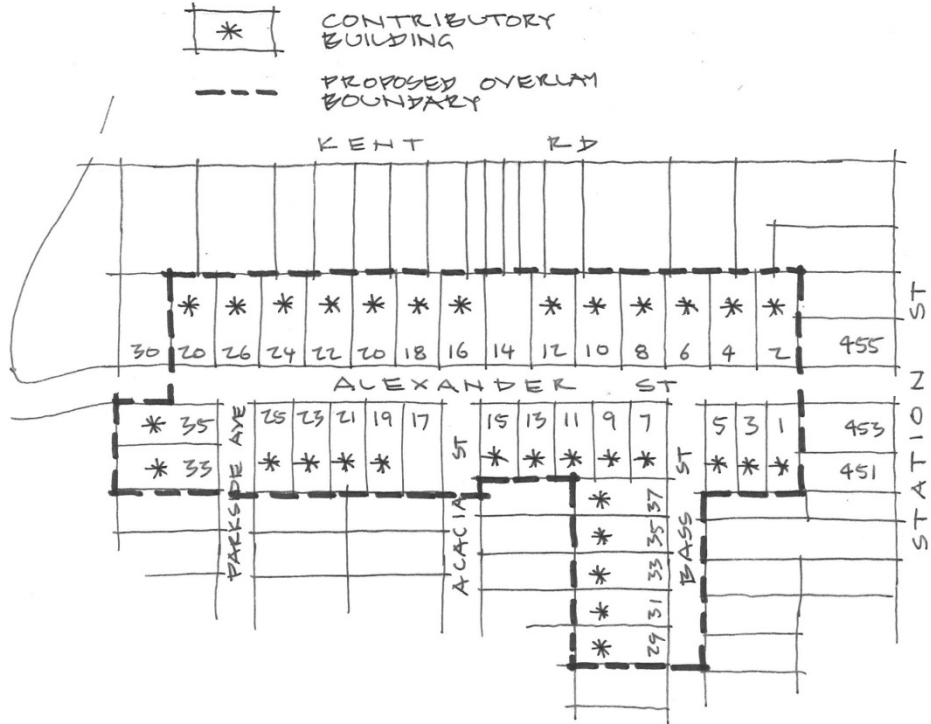 CONTRIBUTORY
BUILDING
PROPOSED OVERLAY
BOUNDARY
KENT RD
30 20 26 24 22 20 18 16 14 12 10 8 6 4 2 455
ALEXANDER ST
STATION ST
35 25 23 21 19 17 15 13 11 9 7 5 3 1 453
33 451
PARKSIDE AVE
ACACIA ST
BASS ST
37
35
33
31
29